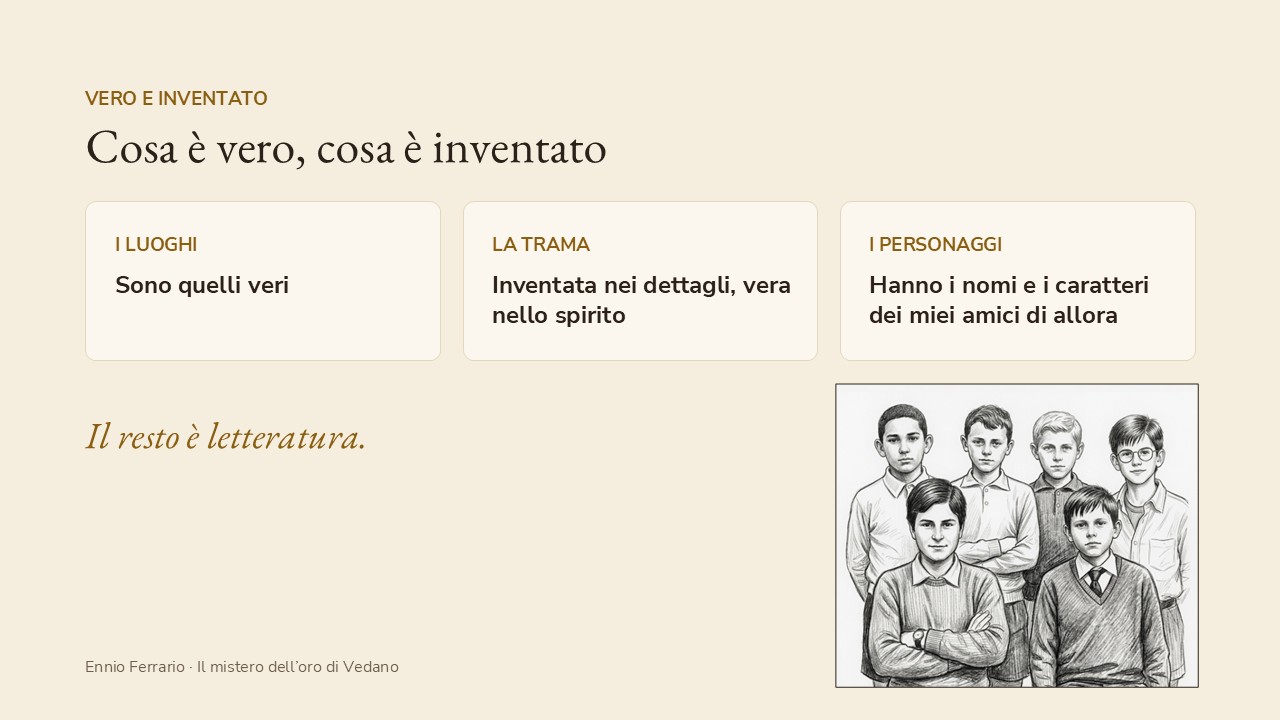 VERO E INVENTATO
Cosa è vero, cosa è inventato
I LUOGHI
Sono quelli veri
LA TRAMA
Inventata nei dettagli, vera
nello spirito
I PERSONAGGI
Hanno i nomi e i caratteri
dei miei amici di allora
Il resto è letteratura.
Ennio Ferrario · Il mistero dell’oro di Vedano